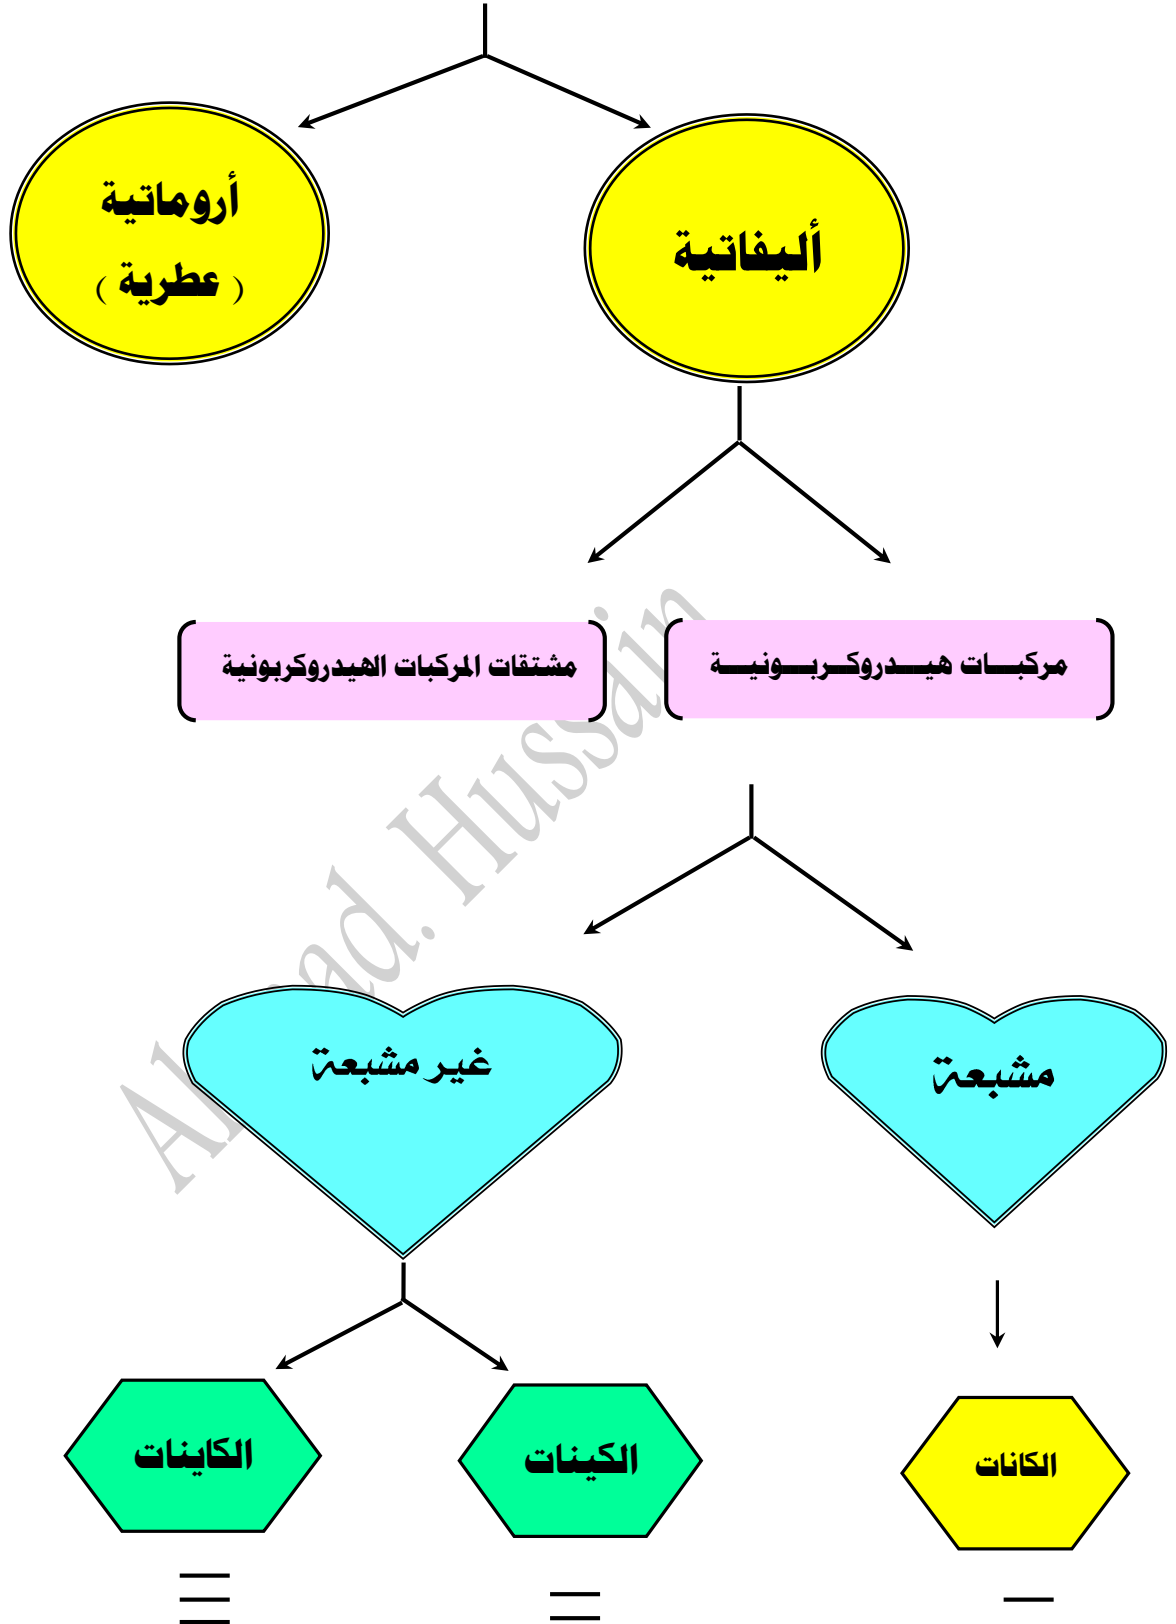 أليفاتية
أروماتية
( عطرية )
مركبـــات هيـــدروكـــربـــونيـــة
مشتقات المركبات الهيدروكربونية
مشبعة
غير مشبعة
الكانات
الكينات
الكاينات